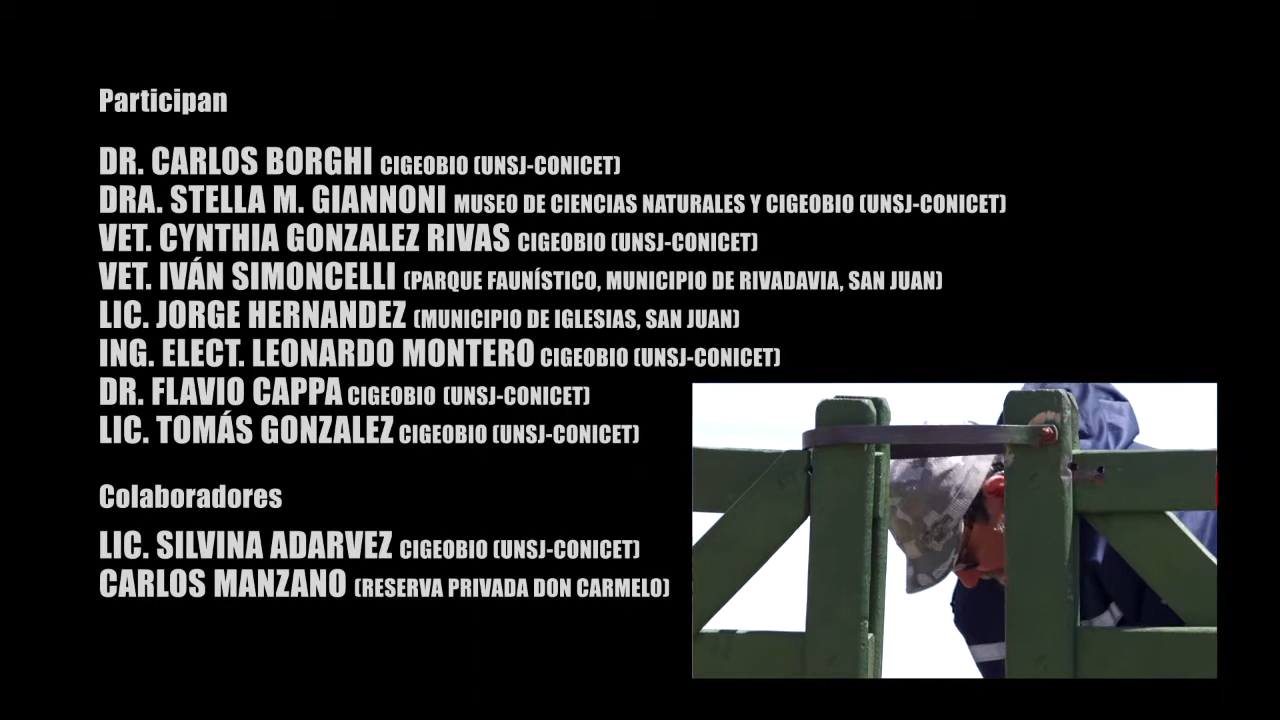 Participan
DR. CARLOS BORGHI CIGEOBIO (UNSJ-CONICET)
DRA. STELLA M. GIANNONI MUSEO DE CIENCIAS NATURALES Y CIGEOBIO (UNSJ-CONICET)
VET. CYNTHIA GONZALEZ RIVAS CIGEOBIO (UNSJ-CONICET)
VET. IVÁN SIMONCELLI (PARQUE FAUNÍSTICO, MUNICIPIO DE RIVADAVIA, SAN JUAN)
LIC. JORGE HERNANDEZ (MUNICIPIO DE IGLESIAS, SAN JUAN)
ING. ELECT. LEONARDO MONTERO CIGEOBIO (UNSJ-CONICET)
DR. FLAVIO CAPPA CIGEOBIO (UNSJ-CONICET)
LIC. TOMÁS GONZALEZ CIGEOBIO (UNSJ-CONICET)
Colaboradores
LIC. SILVINA ADARVEZ CIGEOBIO (UNSJ-CONICET)
CARLOS MANZANO (RESERVA PRIVADA DON CARMELO)